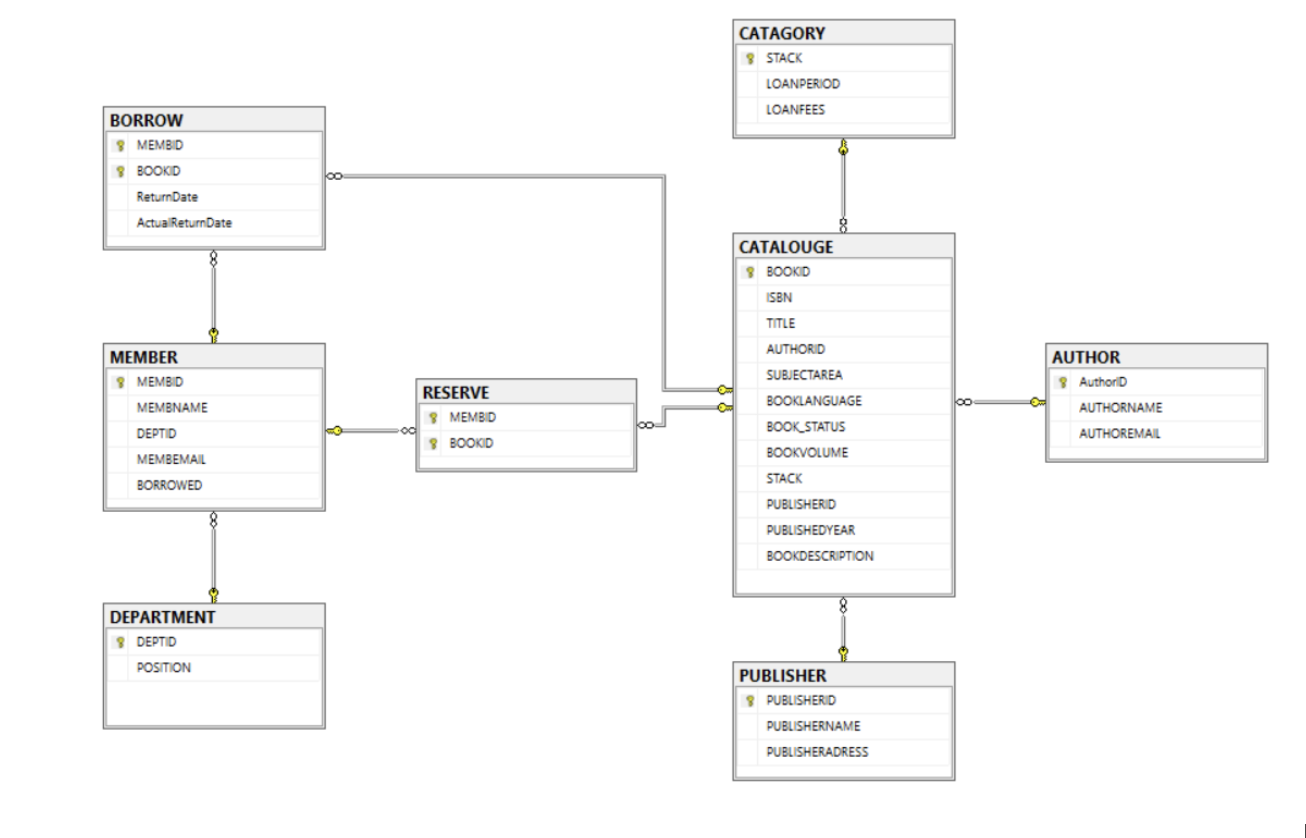 CATAGORY
STACK
LOANPERIOD
LOANFEES
BORROW
MEMBID
BOOKID
ReturnDate
ActualReturnDate
CATALOUGE
BOOKID
ISBN
TITLE
AUTHORID
SUBJECTAREA
BOOKLANGUAGE
BOOK_STATUS
BOOKVOLUME
STACK
PUBLISHERID
PUBLISHEDYEAR
BOOKDESCRIPTION
MEMBER
MEMBID
MEMBNAME
DEPTID
MEMBEMAIL
BORROWED
RESERVE
MEMBID
BOOKID
AUTHOR
AuthorID
AUTHORNAME
AUTHOREMAIL
DEPARTMENT
DEPTID
POSITION
PUBLISHER
PUBLISHERID
PUBLISHERNAME
PUBLISHERADRESS